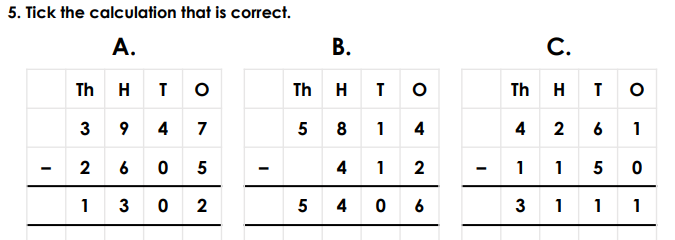 5. Tick the calculation that is correct.
A. B. C.
Th H T O Th H T O Th H T O
3 9 4 7 5 8 1 4 4 2 6 1
- 2 6 0 5 - 4 1 2 - 1 1 5 0
1 3 0 2 5 4 0 6 3 1 1 1